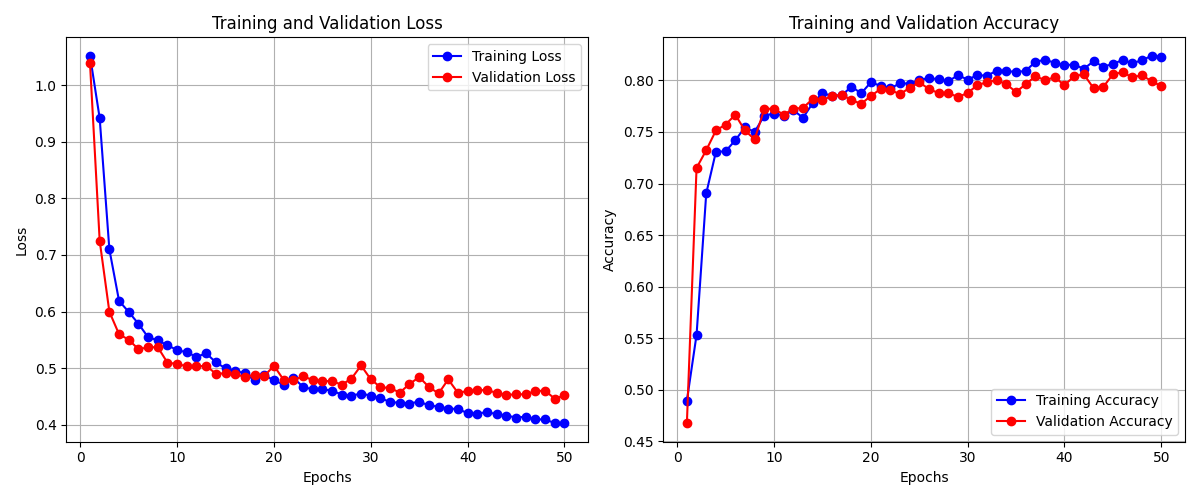 Training and Validation Loss
Training Loss
Validation Loss
1.0
0.9
0.8
0.7
0.6
0.5
0.4
Loss
0
10
20
30
40
50
Epochs
Training and Validation Accuracy
0.80
0.75
0.70
0.65
0.60
0.55
0.50
0.45
Accuracy
Training Accuracy
Validation Accuracy
0
10
20
30
40
50
Epochs